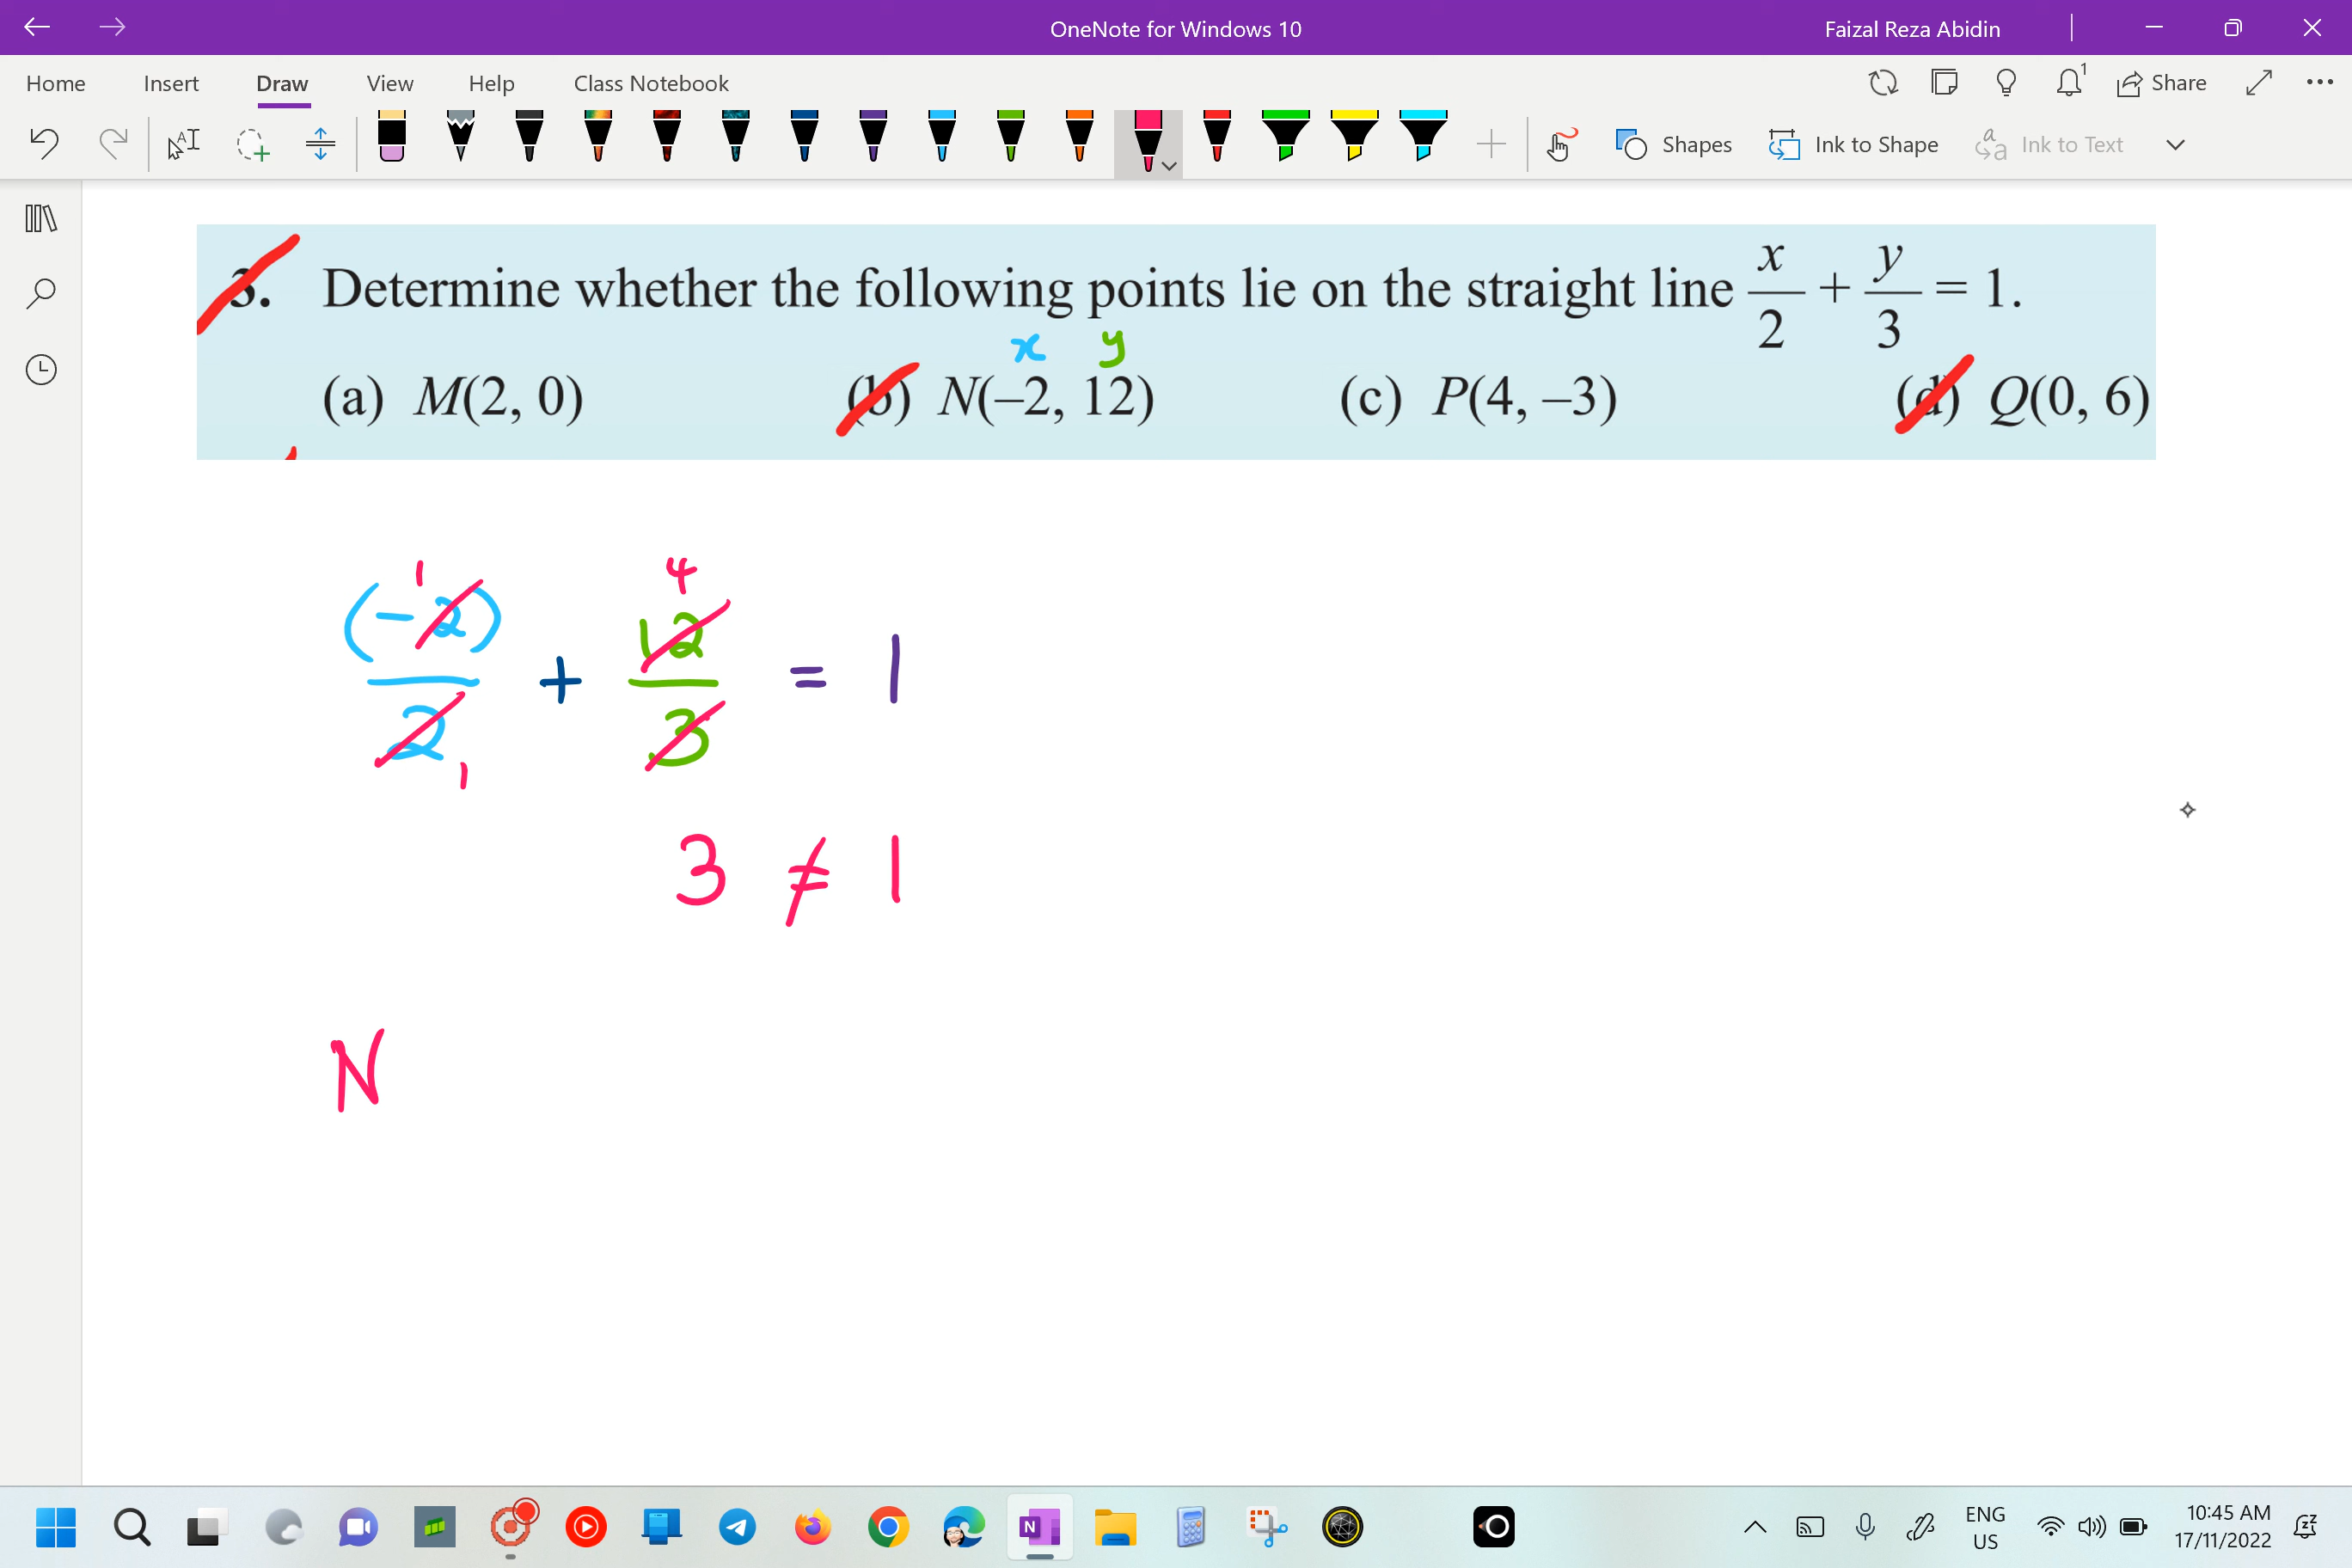 OneNote for Windows 10
Faizal Reza Abidin
Home Insert Draw View Help Class Notebook
1 Share
Shapes Ink to Shape Ink to Text
3. Determine whether the following points lie on the straight line x/2 + y/3 = 1.
x y
(a) M(2, 0) (b) N(–2, 12) (c) P(4, –3) (d) Q(0, 6)
1 4
(-2)/2 + 12/3 = 1
1
3 ≠ 1
N
ENG
US
10:45 AM
17/11/2022